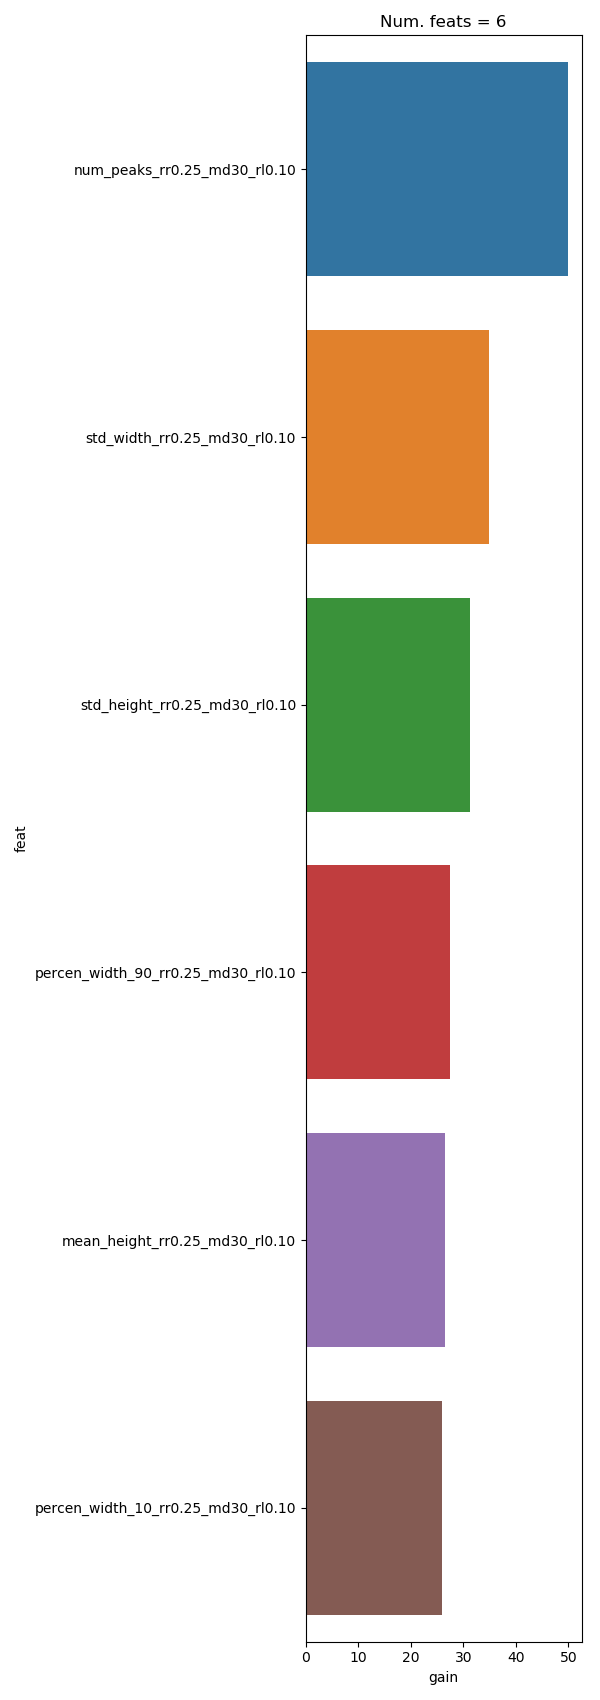 Num. feats = 6
num_peaks_rr0.25_md30_rl0.10
std_width_rr0.25_md30_rl0.10
std_height_rr0.25_md30_rl0.10
feat
percen_width_90_rr0.25_md30_rl0.10
mean_height_rr0.25_md30_rl0.10
percen_width_10_rr0.25_md30_rl0.10
0 10 20 30 40 50
gain